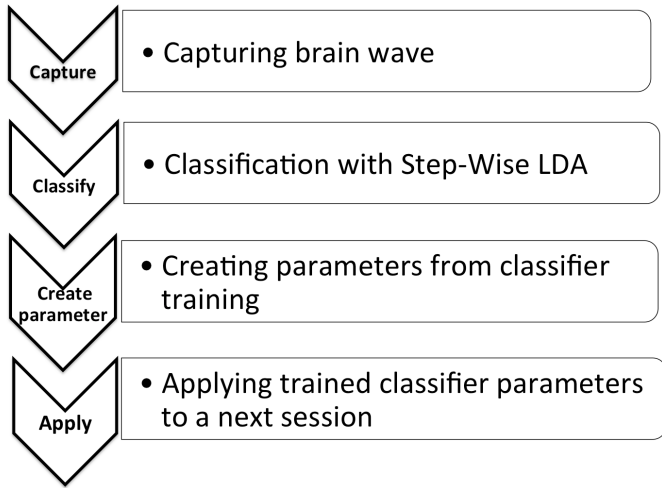 Capture
• Capturing brain wave
Classify
• Classification with Step-Wise LDA
Create
parameter
• Creating parameters from classifier
training
Apply
• Applying trained classifier parameters
to a next session